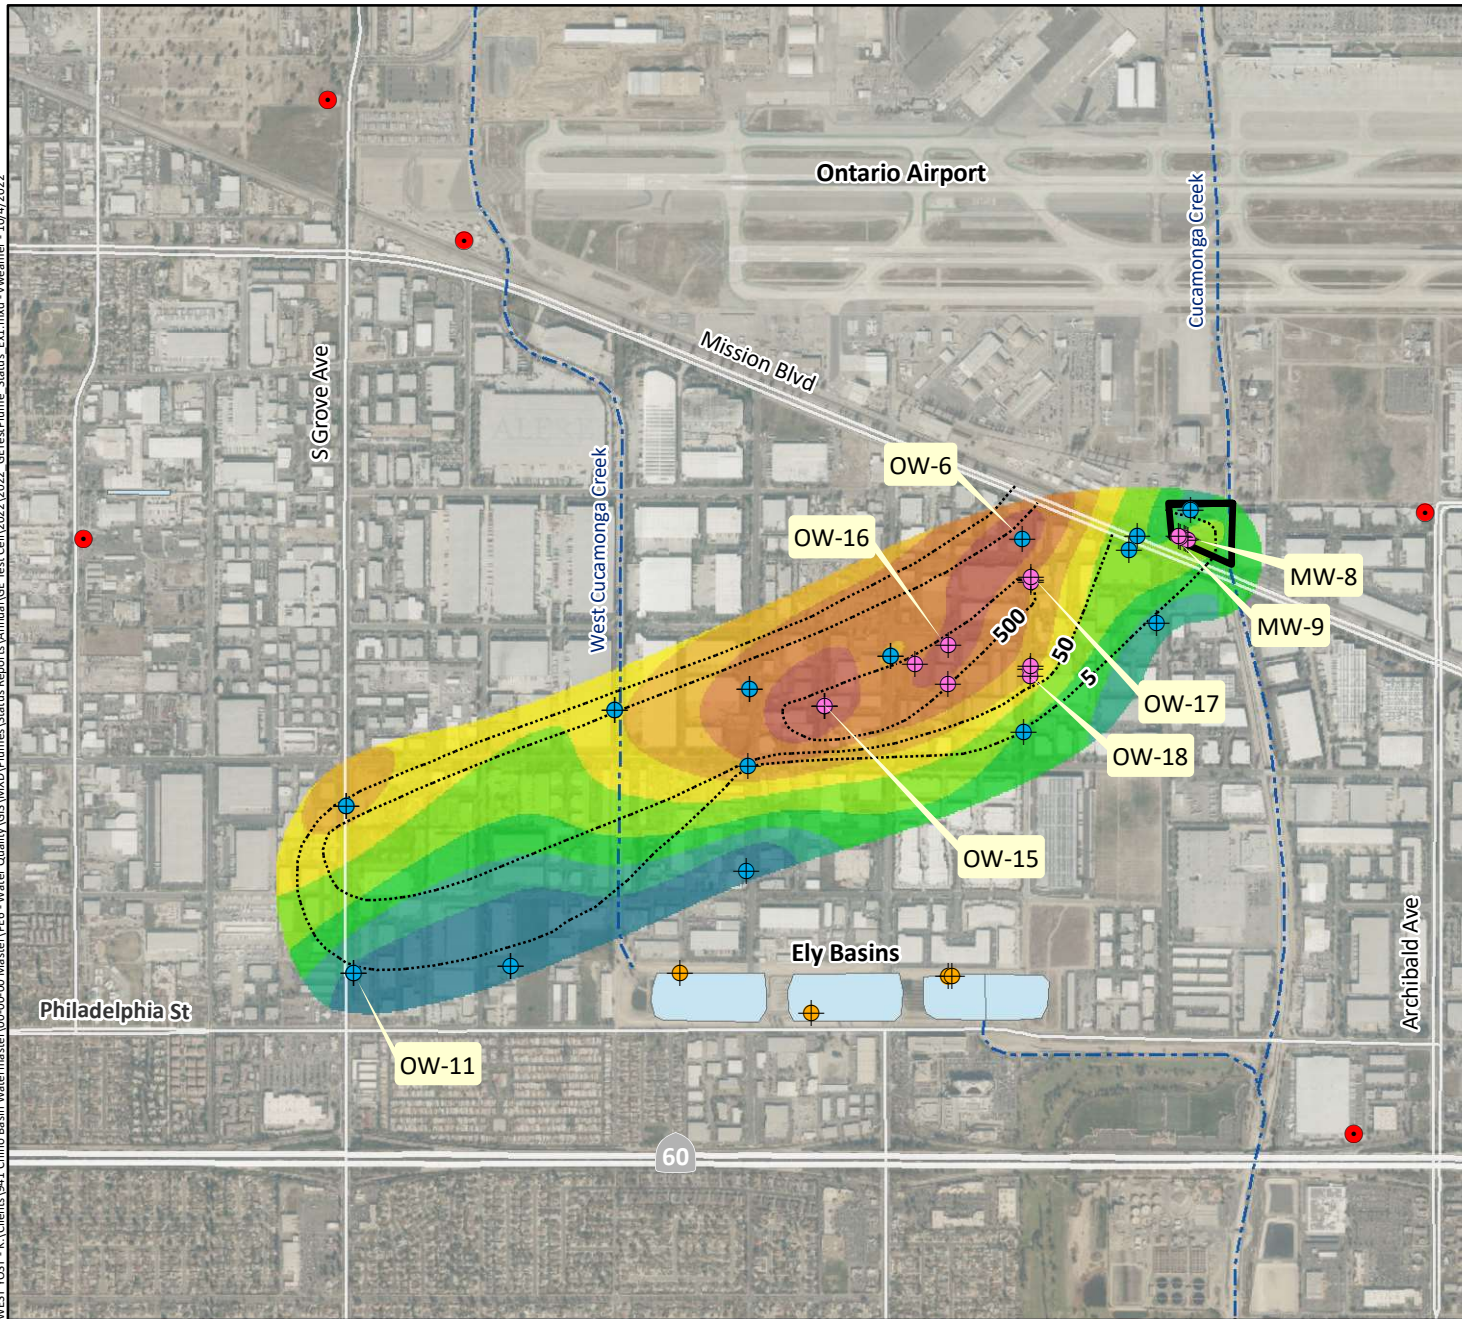 Ontario Airport
Cucamonga Creek
Mission Blvd
S Grove Ave
OW-6
West Cucamonga Creek
OW-16
MW-8
MW-9
500
50
5
OW-17
OW-18
OW-15
Ely Basins
Archibald Ave
Philadelphia St
OW-11
60